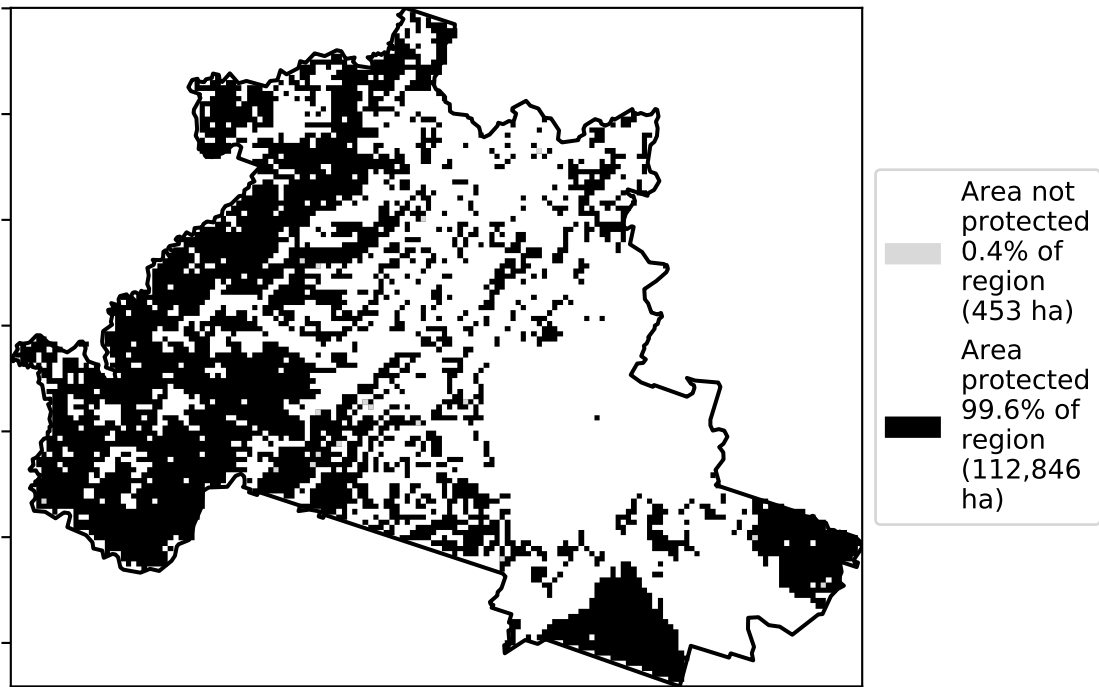 Area not
protected
0.4% of
region
(453 ha)
Area
protected
99.6% of
region
(112,846
ha)